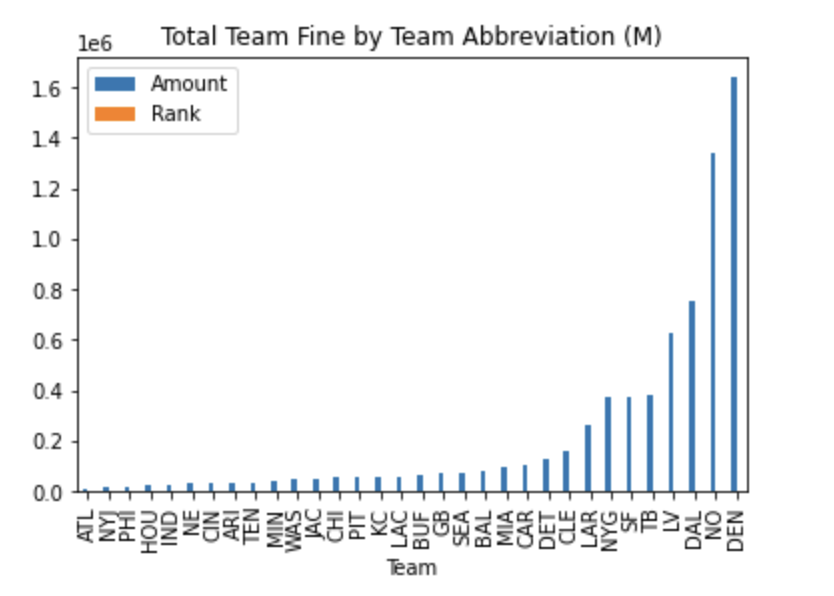 Total Team Fine by Team Abbreviation (M)
1e6
Amount
Rank
1.6
1.4
1.2
1.0
0.8
0.6
0.4
0.2
0.0
ATL NYJ PHI HOU IND NE CIN ARI TEN MIN WAS JAC CHI PIT KC LAC BUF GB SEA BAL MIA CAR DET CLE LAR NYG SF TB LV DAL NO DEN
Team